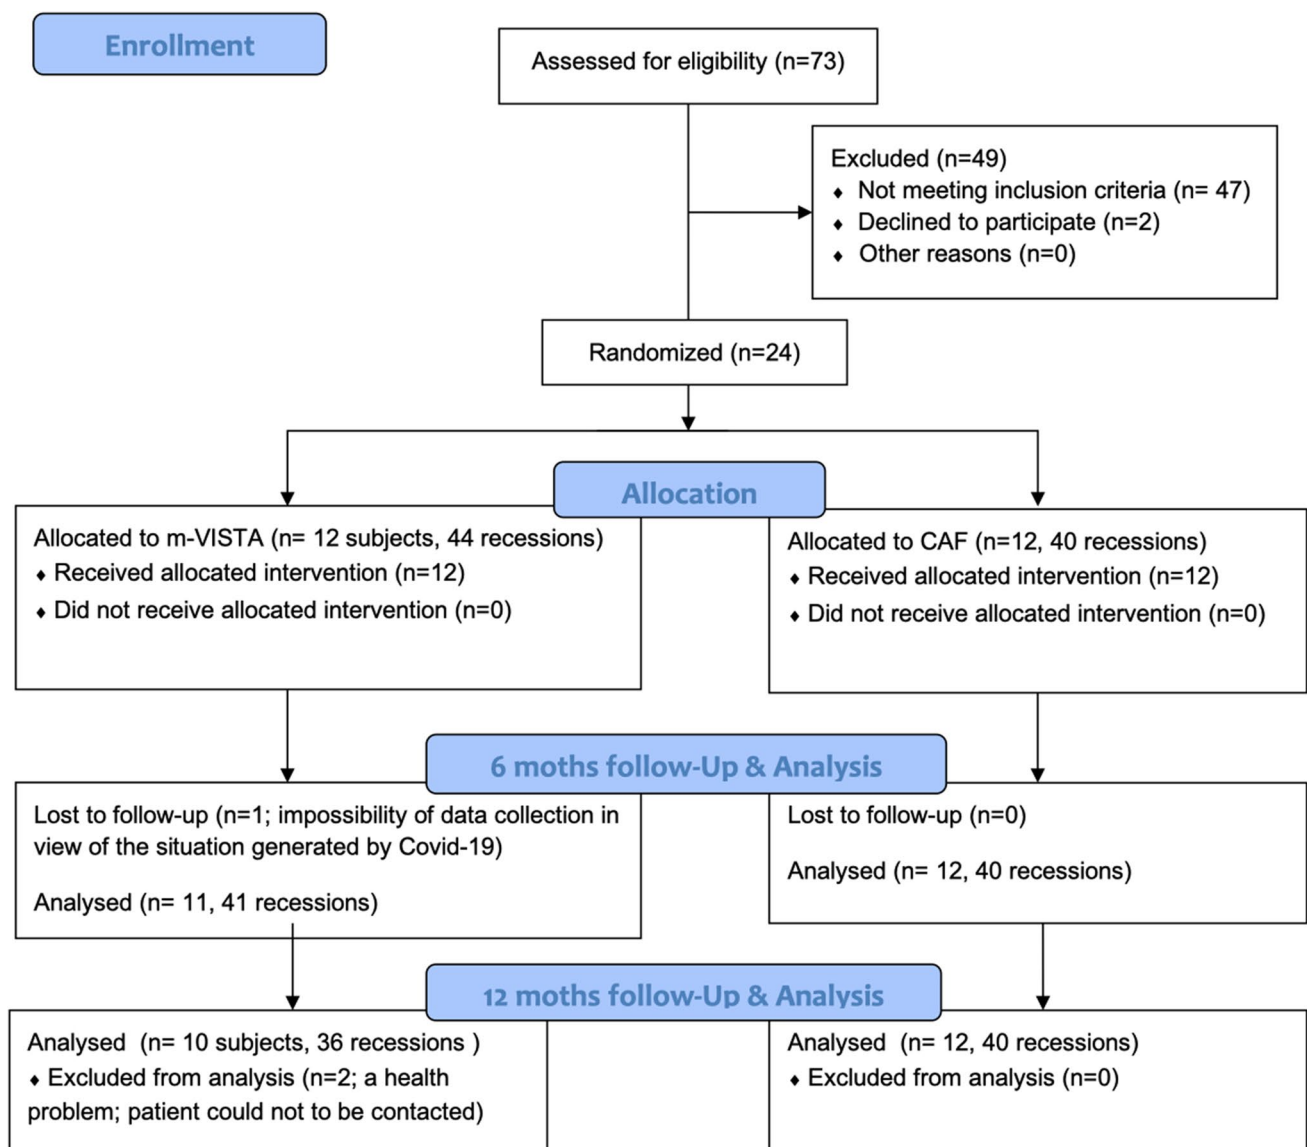 Enrollment
Assessed for eligibility (n=73)
Excluded (n=49)
♦ Not meeting inclusion criteria (n= 47)
♦ Declined to participate (n=2)
♦ Other reasons (n=0)
Randomized (n=24)
Allocation
Allocated to m-VISTA (n= 12 subjects, 44 recessions)
♦ Received allocated intervention (n=12)
♦ Did not receive allocated intervention (n=0)
Allocated to CAF (n=12, 40 recessions)
♦ Received allocated intervention (n=12)
♦ Did not receive allocated intervention (n=0)
6 moths follow-Up & Analysis
Lost to follow-up (n=1; impossibility of data collection in
view of the situation generated by Covid-19)
Analysed (n= 11, 41 recessions)
Lost to follow-up (n=0)
Analysed (n= 12, 40 recessions)
12 moths follow-Up & Analysis
Analysed (n= 10 subjects, 36 recessions )
♦ Excluded from analysis (n=2; a health
problem; patient could not to be contacted)
Analysed (n= 12, 40 recessions)
♦ Excluded from analysis (n=0)